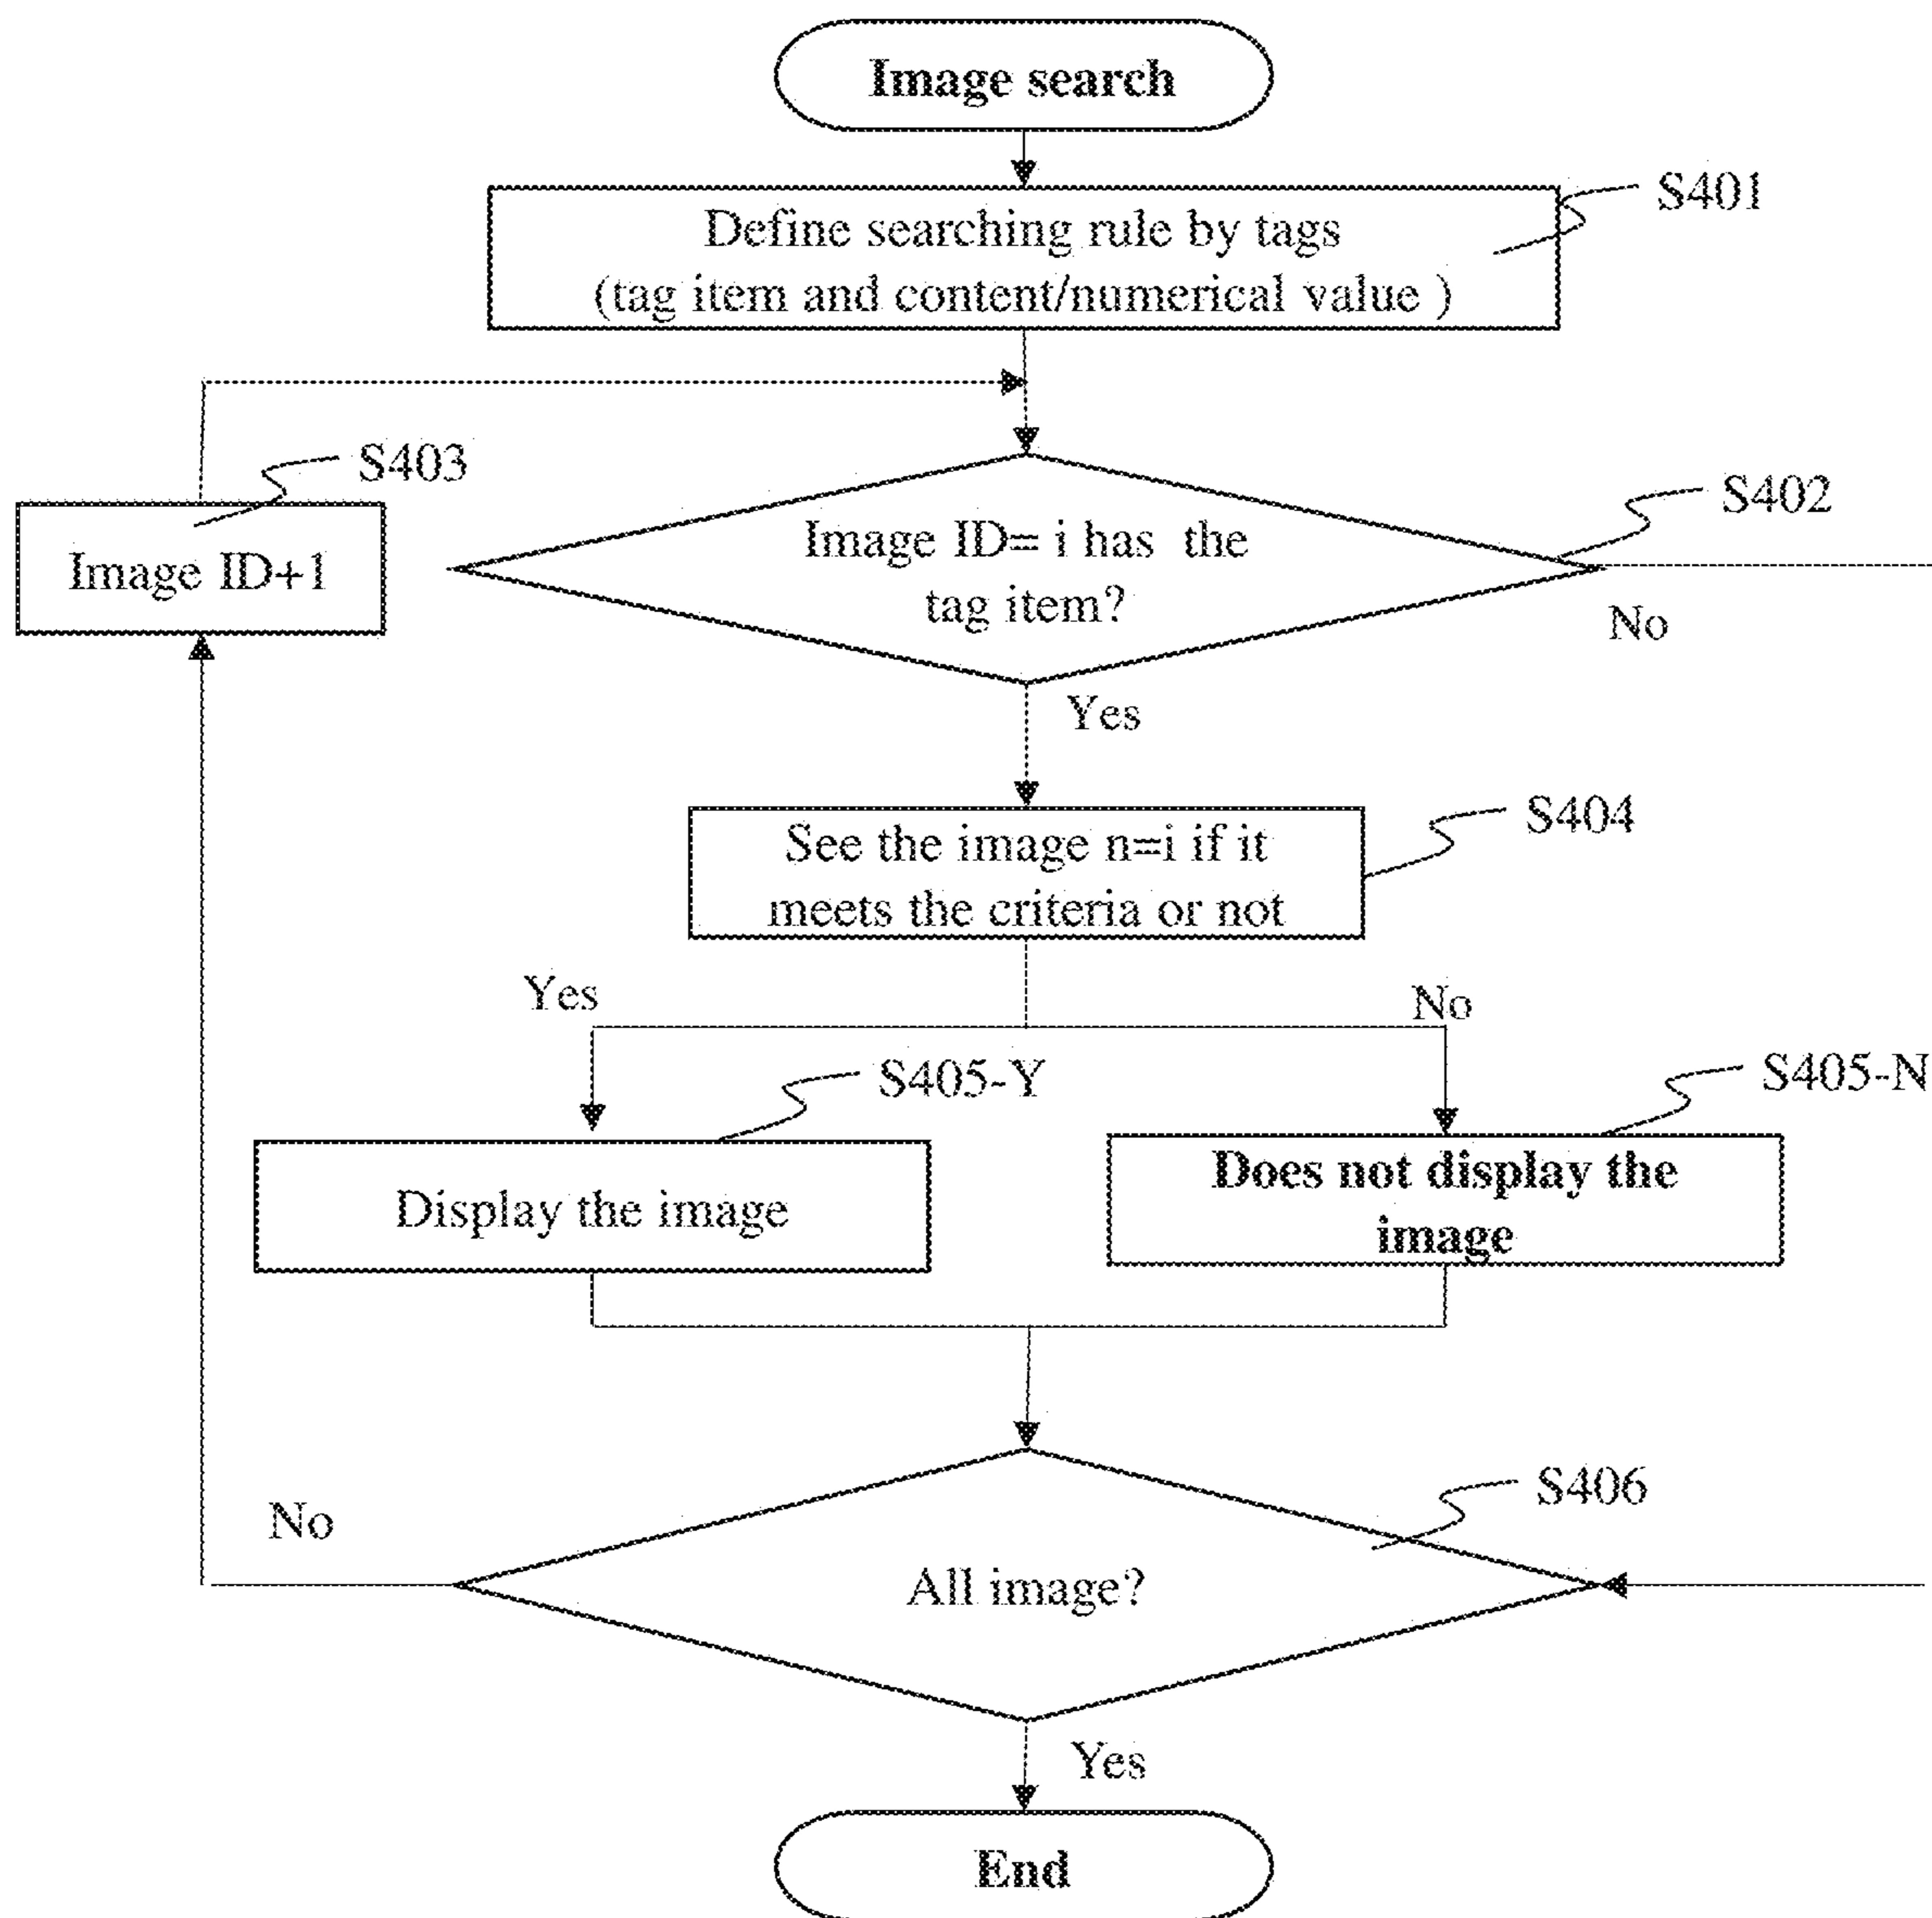 Image search
S401
Define searching rule by tags
(tag item and content/numerical value )
S403
Image ID+1
S402
Image ID= i has the
tag item?
No
Yes
S404
See the image n=i if it
meets the criteria or not
Yes
No
S405-Y
S405-N
Display the image
Does not display the
image
S406
No
All image?
Yes
End